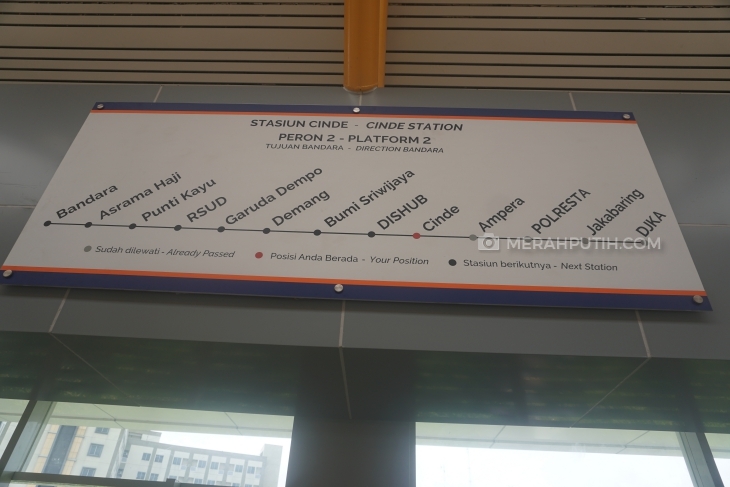 STASIUN CINDE - CINDE STATION
PERON 2 - PLATFORM 2
TUJUAN BANDARA - DIRECTION BANDARA
Bandara
Asrama Haji
Punti Kayu
RSUD
Garuda Dempo
Demang
Bumi Sriwijaya
DISHUB
Cinde
Ampera
POLRESTA
Jakabaring
DJKA
MERAHPUTIH.COM
Sudah dilewati - Already Passed
Posisi Anda Berada - Your Position
Stasiun berikutnya - Next Station